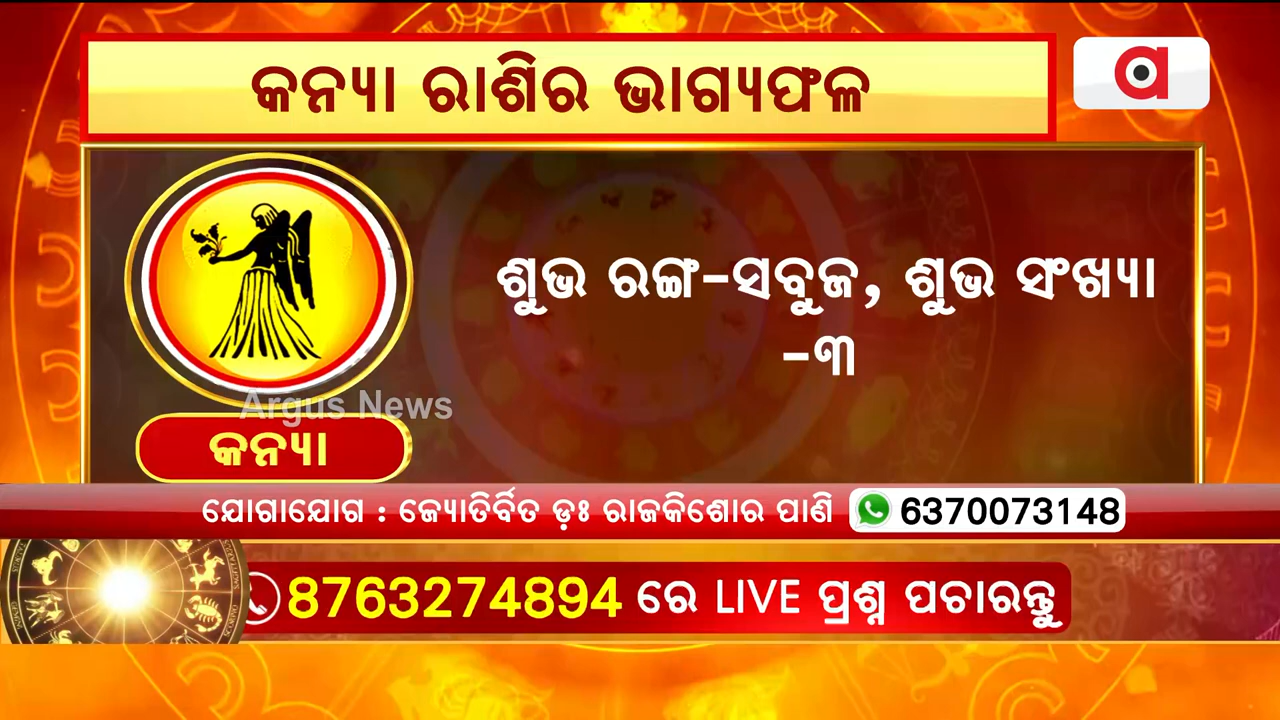 କନ୍ୟା ରାଶିର ଭାଗ୍ୟଫଳ
a
ଶୁଭ ରଙ୍ଗ-ସବୁଜ, ଶୁଭ ସଂଖ୍ୟା
-୩
Argus News
କନ୍ୟା
ଯୋଗାଯୋଗ : ଜ୍ୟୋତିର୍ବିତ ଡ଼ଃ ରାଜକିଶୋର ପାଣି 6370073148
8763274894 ରେ LIVE ପ୍ରଶ୍ନ ପଚାରନ୍ତୁ